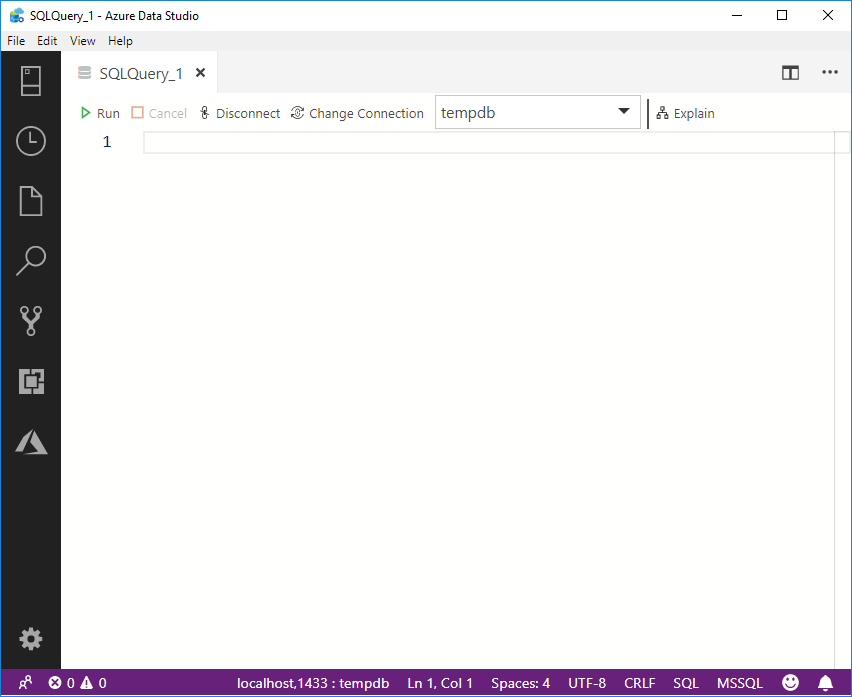 SQLQuery_1 - Azure Data Studio
File Edit View Help
SQLQuery_1
Run Cancel Disconnect Change Connection tempdb Explain
1
0 0 localhost,1433 : tempdb Ln 1, Col 1 Spaces: 4 UTF-8 CRLF SQL MSSQL